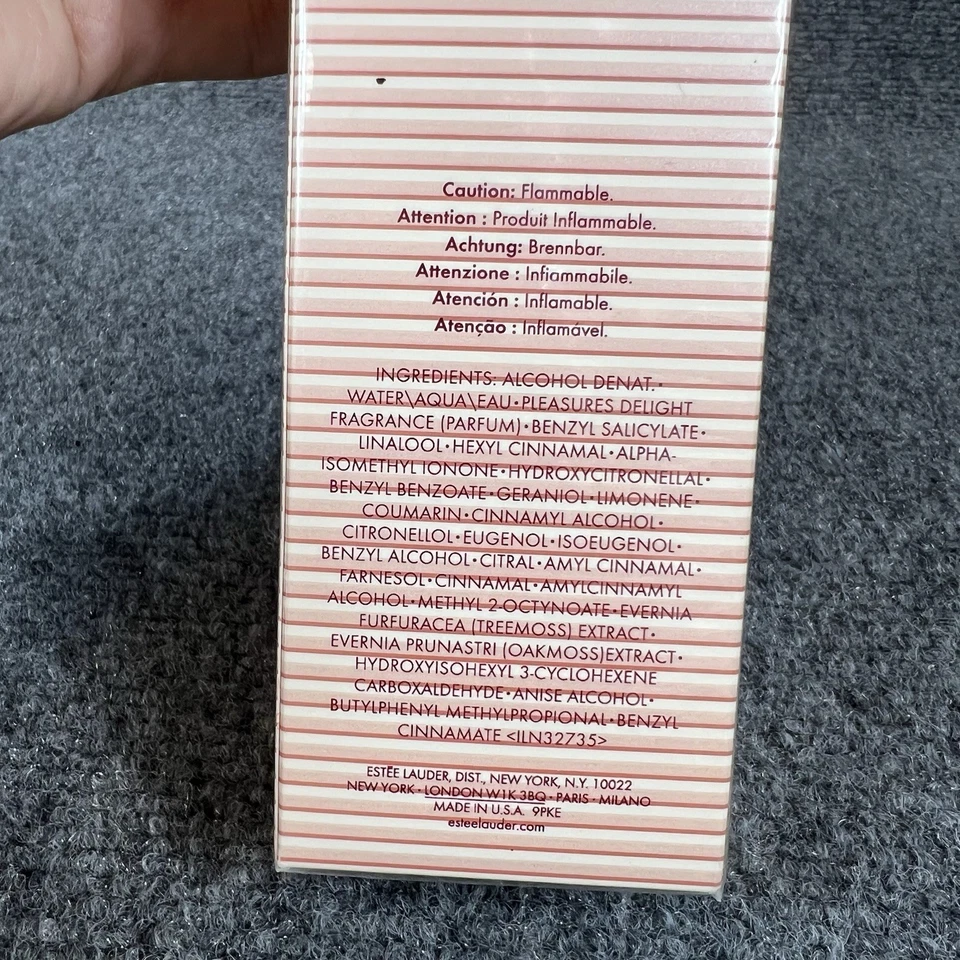 Caution: Flammable.
Attention : Produit Inflammable.
Achtung: Brennbar.
Attenzione : Infiammabile.
Atención : Inflamable.
Atenção : Inflamável.
INGREDIENTS: ALCOHOL DENAT.•
WATER\AQUA\EAU•PLEASURES DELIGHT
FRAGRANCE (PARFUM)•BENZYL SALICYLATE•
LINALOOL•HEXYL CINNAMAL•ALPHA-
ISOMETHYL IONONE•HYDROXYCITRONELLAL•
BENZYL BENZOATE•GERANIOL•LIMONENE•
COUMARIN•CINNAMYL ALCOHOL•
CITRONELLOL•EUGENOL•ISOEUGENOL•
BENZYL ALCOHOL•CITRAL•AMYL CINNAMAL•
FARNESOL•CINNAMAL•AMYLCINNAMYL
ALCOHOL•METHYL 2-OCTYNOATE•EVERNIA
FURFURACEA (TREEMOSS) EXTRACT•
EVERNIA PRUNASTRI (OAKMOSS)EXTRACT•
HYDROXYISOHEXYL 3-CYCLOHEXENE
CARBOXALDEHYDE•ANISE ALCOHOL•
BUTYLPHENYL METHYLPROPIONAL•BENZYL
CINNAMATE <ILN32735>
ESTĒE LAUDER, DIST., NEW YORK, N.Y. 10022
NEW YORK • LONDON W1K 3BQ • PARIS • MILANO
MADE IN U.S.A. 9PKE
esteelauder.com